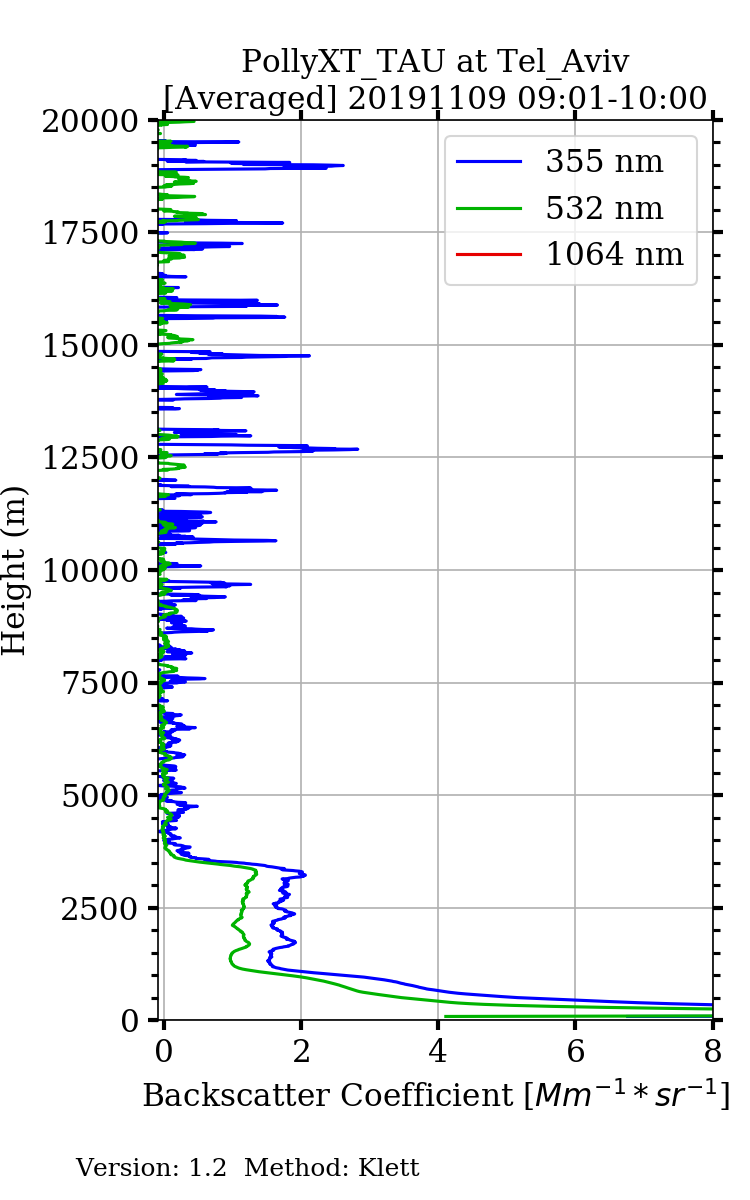 PollyXT_TAU at Tel_Aviv
[Averaged] 20191109 09:01-10:00
20000
17500
15000
12500
10000
7500
5000
2500
0
Height (m)
355 nm
532 nm
1064 nm
0 2 4 6 8
Backscatter Coefficient [Mm⁻¹ * sr⁻¹]
Version: 1.2 Method: Klett